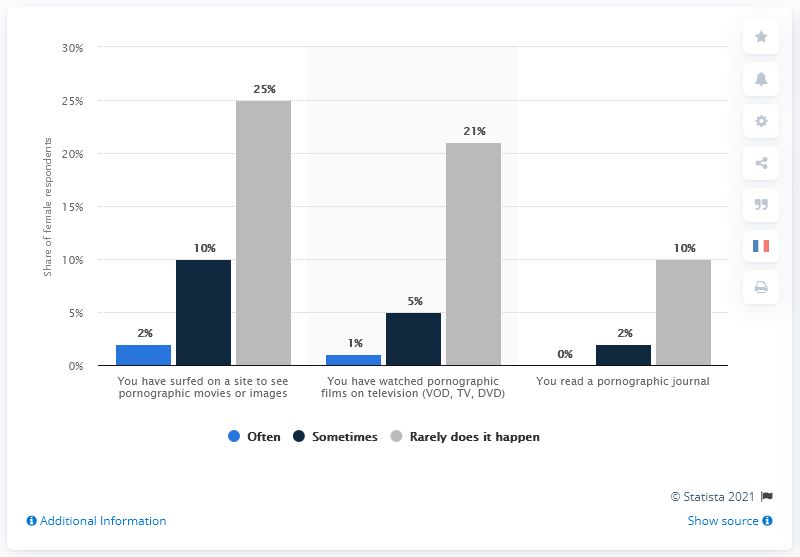 30%
25%
20%
15%
10%
5%
0%
Share of female respondents
2%
10%
25%
1%
5%
21%
0%
2%
10%
You have surfed on a site to see
pornographic movies or images
You have watched pornographic
films on television (VOD, TV, DVD)
You read a pornographic journal
Often
Sometimes
Rarely does it happen
© Statista 2021
Additional Information
Show source